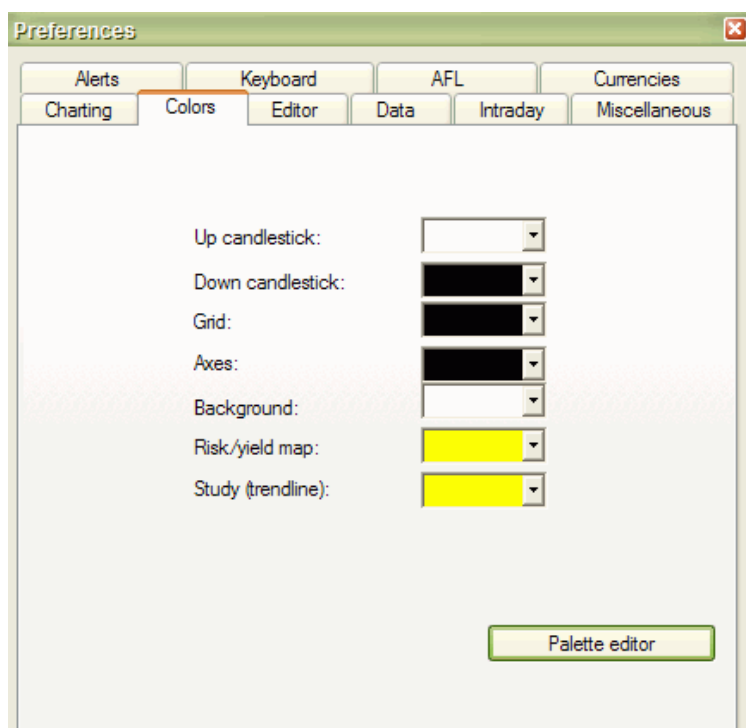 Preferences
Alerts Keyboard AFL Currencies
Charting Colors Editor Data Intraday Miscellaneous
Up candlestick:
Down candlestick:
Grid:
Axes:
Background:
Risk/yield map:
Study (trendline):
Palette editor